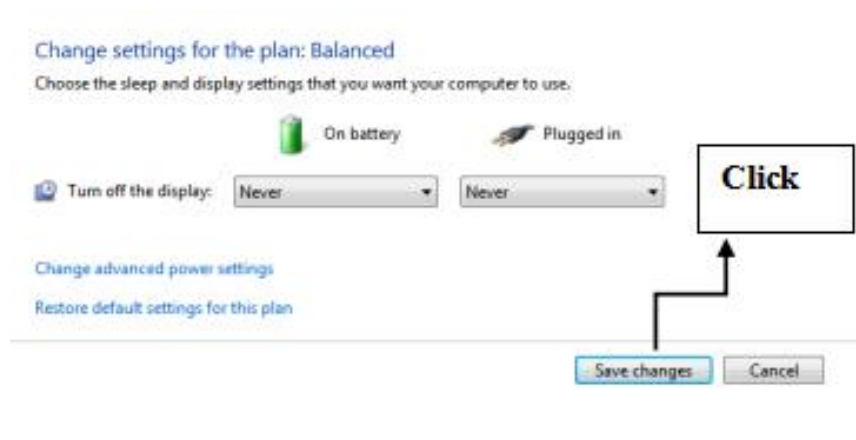 Change settings for the plan: Balanced
Choose the sleep and display settings that you want your computer to use.
On battery Plugged in
Click
Turn off the display: Never Never
Change advanced power settings
Restore default settings for this plan
Save changes Cancel